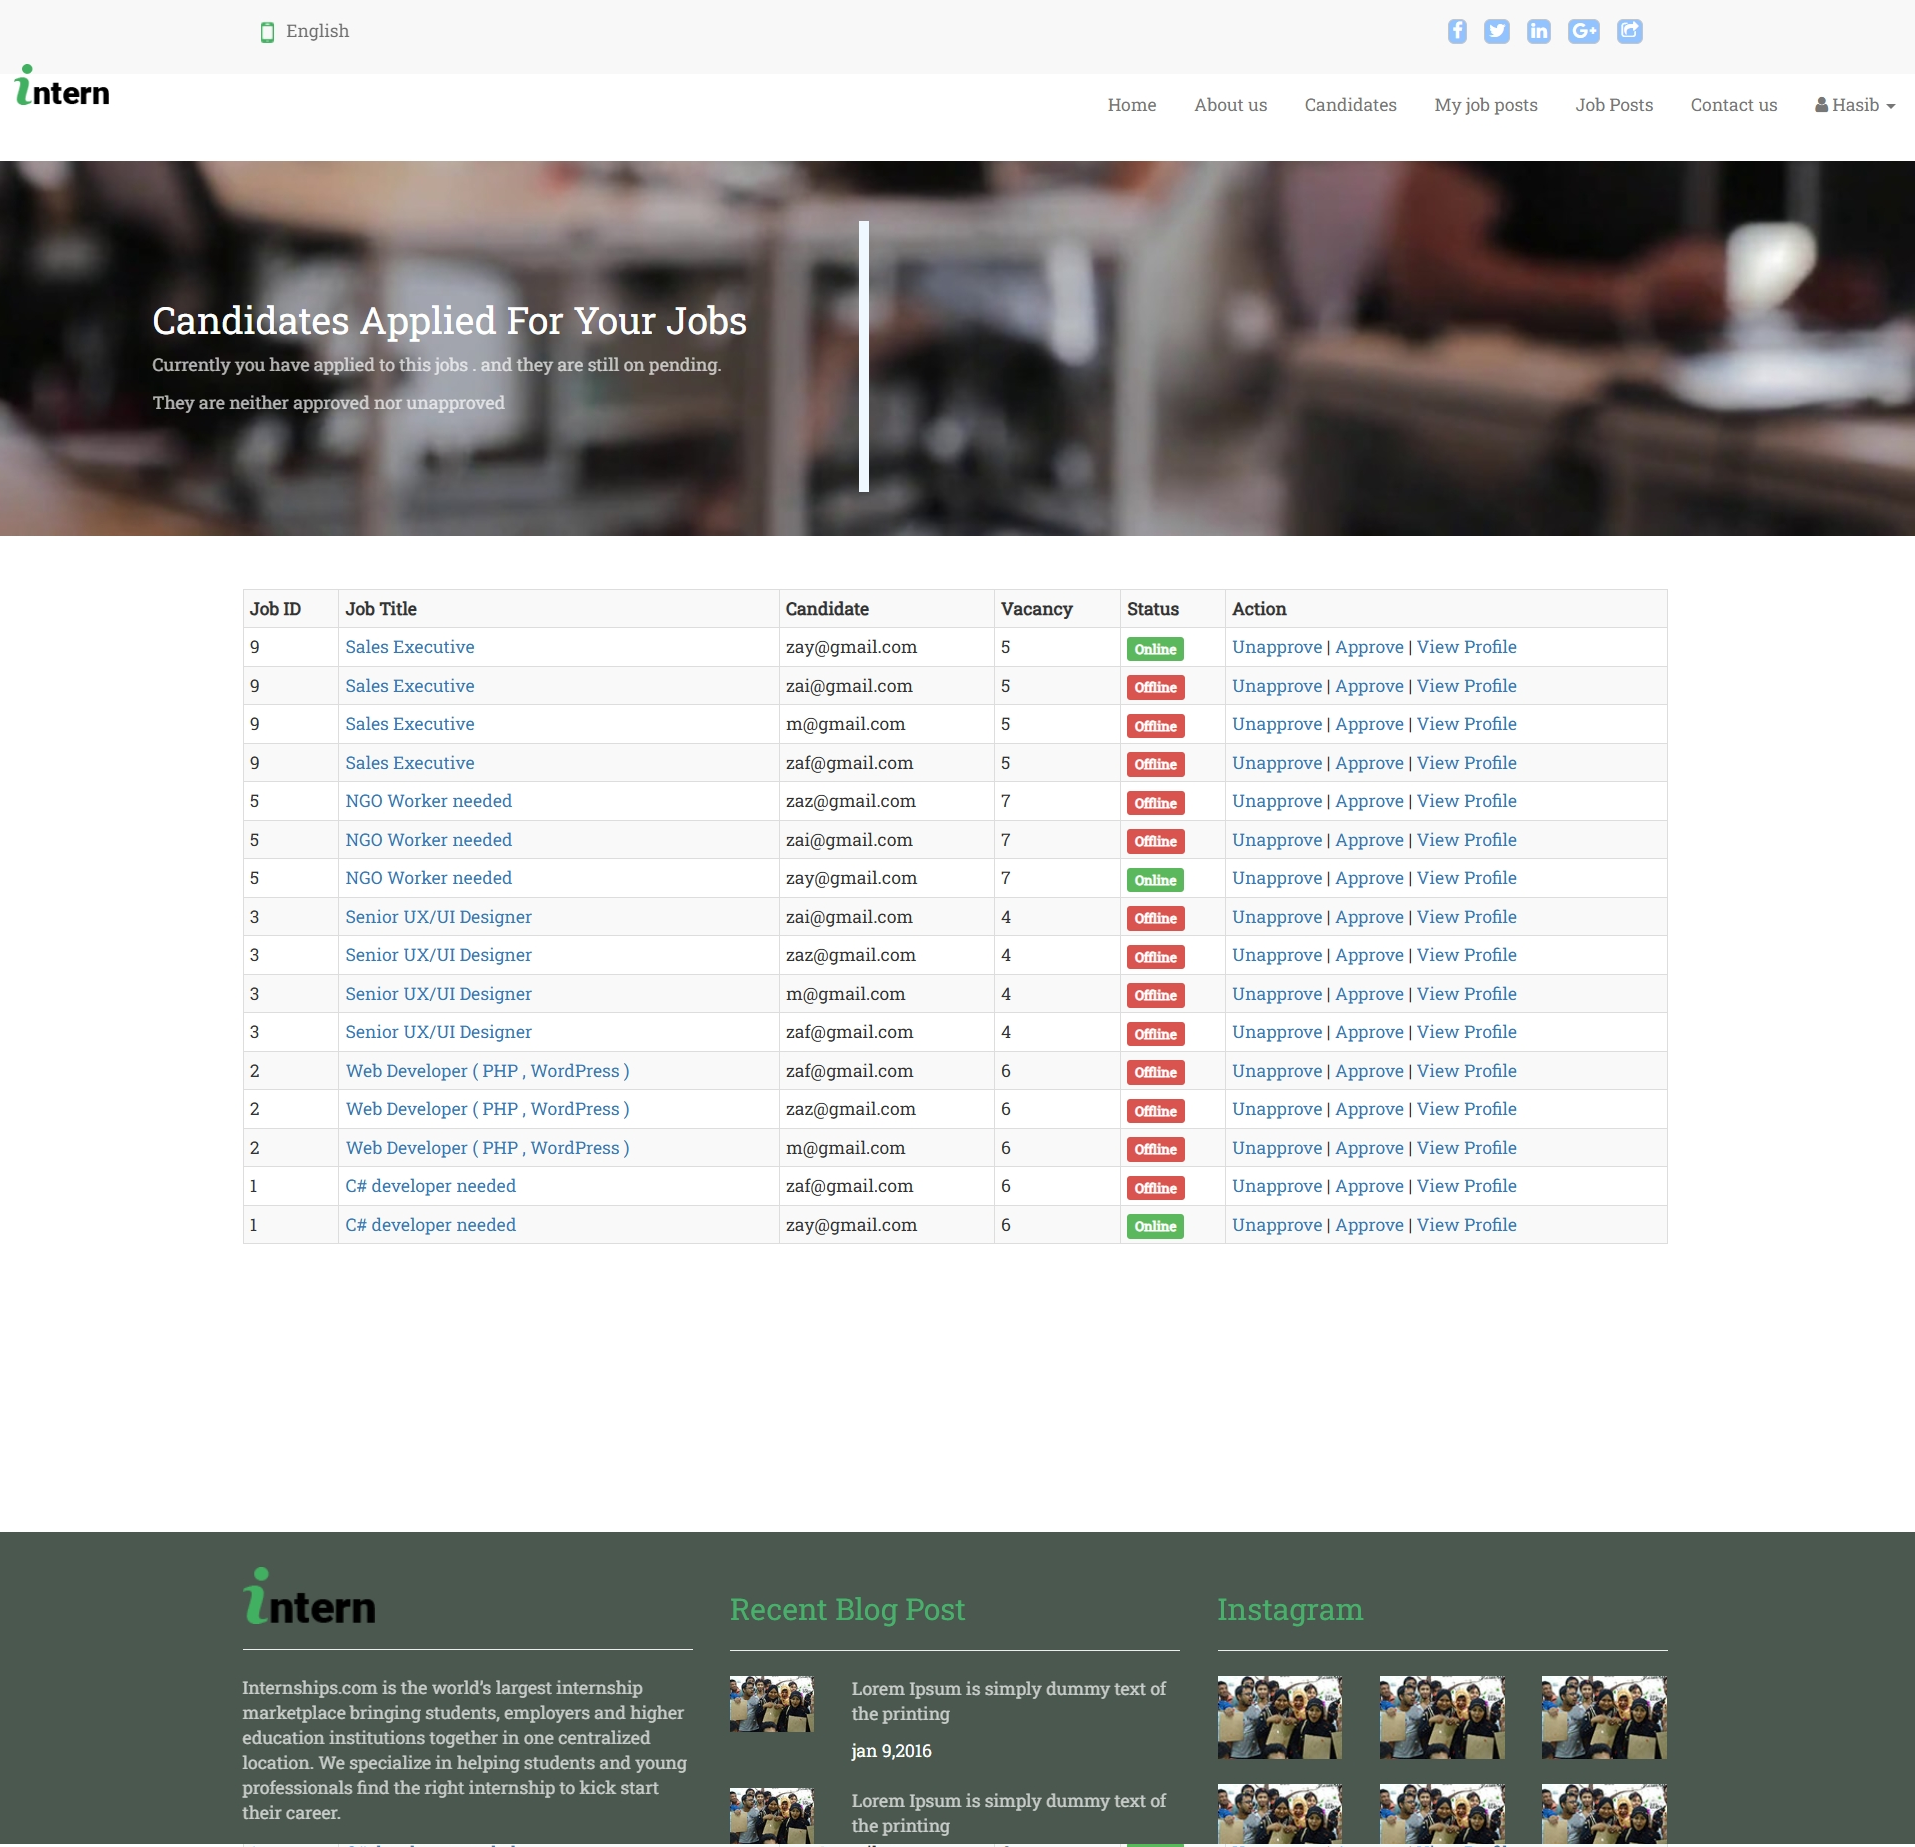 English
intern
Home About us Candidates My job posts Job Posts Contact us Hasib
Candidates Applied For Your Jobs
Currently you have applied to this jobs . and they are still on pending.
They are neither approved nor unapproved
Job ID Job Title Candidate Vacancy Status Action
9 Sales Executive zay@gmail.com 5 Online Unapprove | Approve | View Profile
9 Sales Executive zai@gmail.com 5 Offline Unapprove | Approve | View Profile
9 Sales Executive m@gmail.com 5 Offline Unapprove | Approve | View Profile
9 Sales Executive zaf@gmail.com 5 Offline Unapprove | Approve | View Profile
5 NGO Worker needed zaz@gmail.com 7 Offline Unapprove | Approve | View Profile
5 NGO Worker needed zai@gmail.com 7 Offline Unapprove | Approve | View Profile
5 NGO Worker needed zay@gmail.com 7 Online Unapprove | Approve | View Profile
3 Senior UX/UI Designer zai@gmail.com 4 Offline Unapprove | Approve | View Profile
3 Senior UX/UI Designer zaz@gmail.com 4 Offline Unapprove | Approve | View Profile
3 Senior UX/UI Designer m@gmail.com 4 Offline Unapprove | Approve | View Profile
3 Senior UX/UI Designer zaf@gmail.com 4 Offline Unapprove | Approve | View Profile
2 Web Developer ( PHP , WordPress ) zaf@gmail.com 6 Offline Unapprove | Approve | View Profile
2 Web Developer ( PHP , WordPress ) zaz@gmail.com 6 Offline Unapprove | Approve | View Profile
2 Web Developer ( PHP , WordPress ) m@gmail.com 6 Offline Unapprove | Approve | View Profile
1 C# developer needed zaf@gmail.com 6 Offline Unapprove | Approve | View Profile
1 C# developer needed zay@gmail.com 6 Online Unapprove | Approve | View Profile
intern
Internships.com is the world's largest internship
marketplace bringing students, employers and higher
education institutions together in one centralized
location. We specialize in helping students and young
professionals find the right internship to kick start
their career.
Recent Blog Post
Lorem Ipsum is simply dummy text of
the printing
jan 9,2016
Lorem Ipsum is simply dummy text of
the printing
Instagram